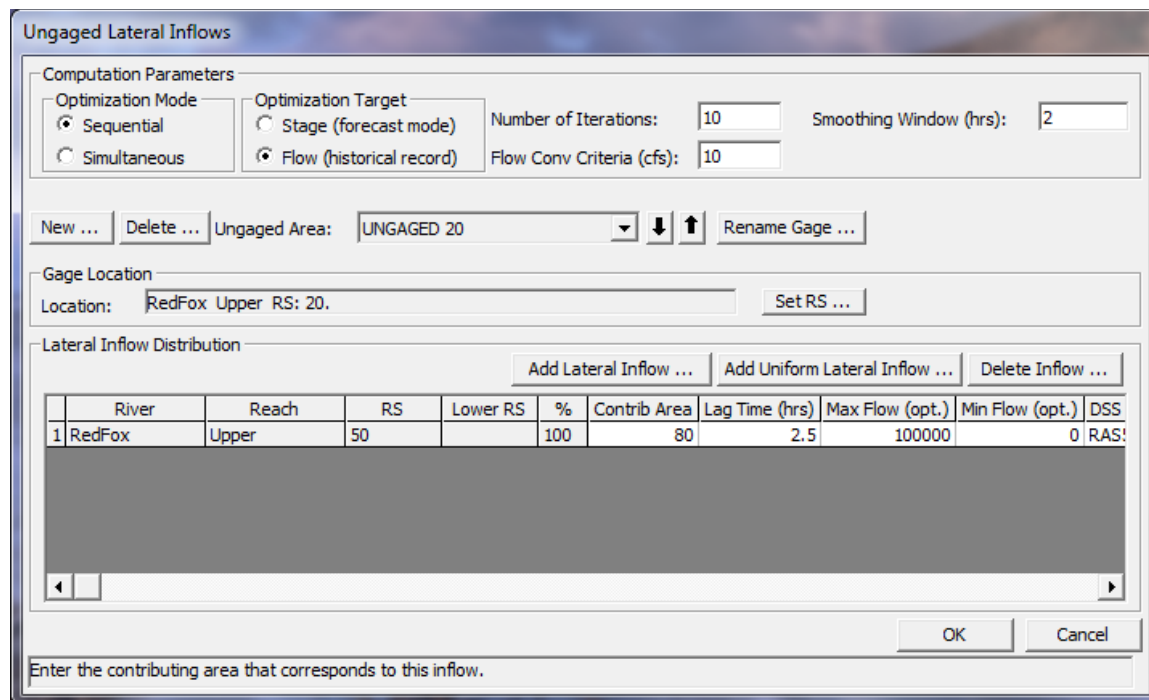 Ungaged Lateral Inflows
Computation Parameters
Optimization Mode
Optimization Target
Sequential
Stage (forecast mode)
Number of Iterations: 10
Smoothing Window (hrs): 2
Simultaneous
Flow (historical record)
Flow Conv Criteria (cfs): 10
New ... Delete ... Ungaged Area: UNGAGED 20 Rename Gage ...
Gage Location
Location: RedFox Upper RS: 20. Set RS ...
Lateral Inflow Distribution
Add Lateral Inflow ... Add Uniform Lateral Inflow ... Delete Inflow ...
River Reach RS Lower RS % Contrib Area Lag Time (hrs) Max Flow (opt.) Min Flow (opt.) DSS
1 RedFox Upper 50 100 80 2.5 100000 0 RAS
OK Cancel
Enter the contributing area that corresponds to this inflow.